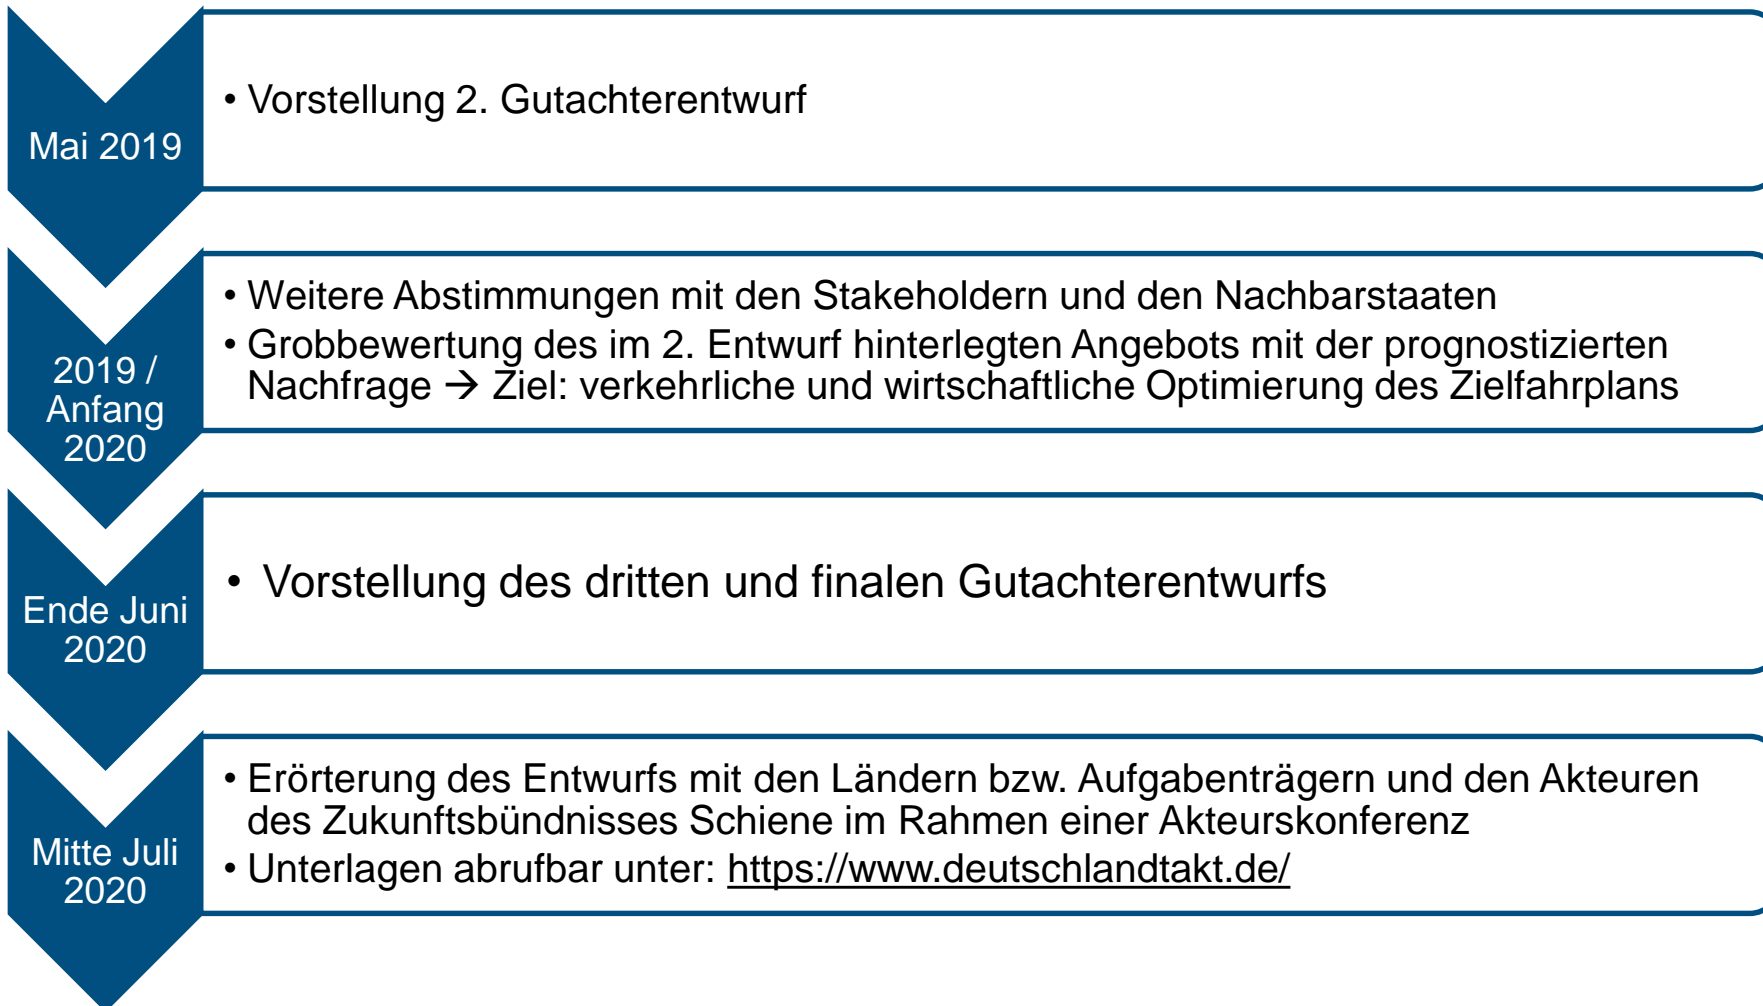 Mai 2019
• Vorstellung 2. Gutachterentwurf
2019 /
Anfang
2020
• Weitere Abstimmungen mit den Stakeholdern und den Nachbarstaaten
• Grobbewertung des im 2. Entwurf hinterlegten Angebots mit der prognostizierten
Nachfrage → Ziel: verkehrliche und wirtschaftliche Optimierung des Zielfahrplans
Ende Juni
2020
• Vorstellung des dritten und finalen Gutachterentwurfs
Mitte Juli
2020
• Erörterung des Entwurfs mit den Ländern bzw. Aufgabenträgern und den Akteuren
des Zukunftsbündnisses Schiene im Rahmen einer Akteurskonferenz
• Unterlagen abrufbar unter: https://www.deutschlandtakt.de/